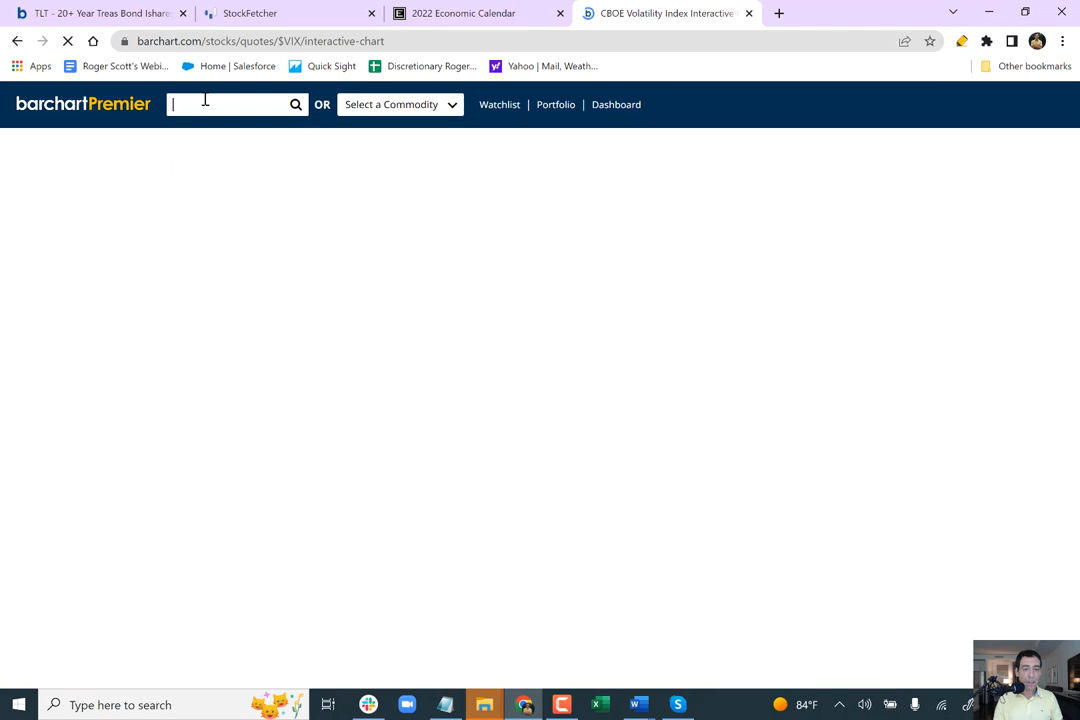 TLT - 20+ Year Treas Bond Ishare
StockFetcher
2022 Economic Calendar
CBOE Volatility Index Interactive
barchart.com/stocks/quotes/$VIX/interactive-chart
Apps
Roger Scott's Webi...
Home | Salesforce
Quick Sight
Discretionary Roger...
Yahoo | Mail, Weath...
Other bookmarks
barchartPremier
OR
Select a Commodity
Watchlist | Portfolio | Dashboard
Type here to search
84°F